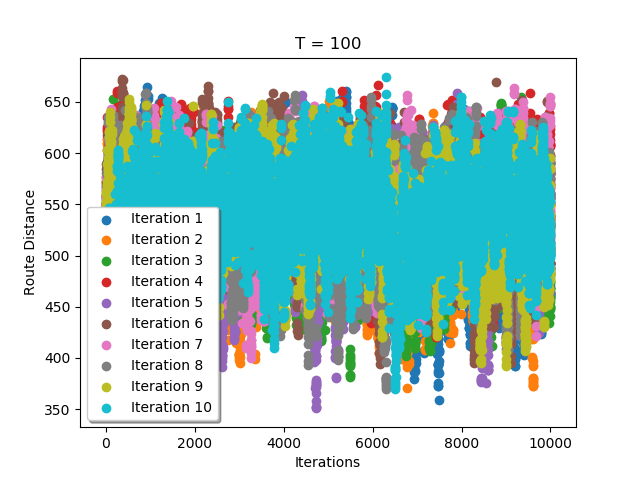 T = 100
Route Distance
650
600
550
500
450
400
350
Iteration 1
Iteration 2
Iteration 3
Iteration 4
Iteration 5
Iteration 6
Iteration 7
Iteration 8
Iteration 9
Iteration 10
0 2000 4000 6000 8000 10000
Iterations